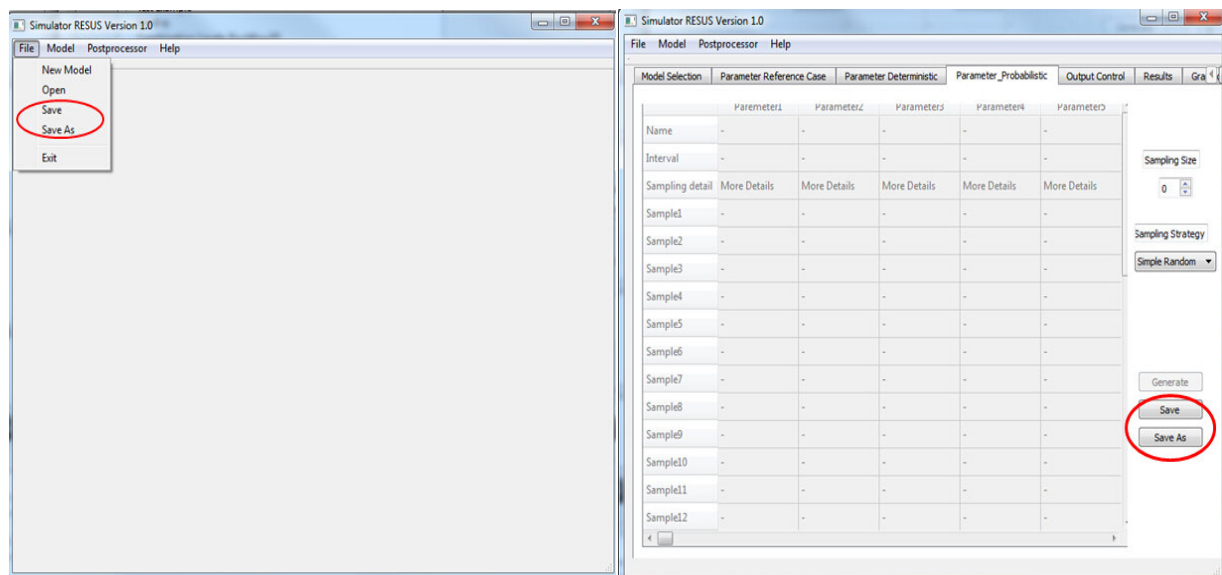 Simulator RESUS Version 1.0
File Model Postprocessor Help
New Model
Open
Save
Save As
Exit
Simulator RESUS Version 1.0
File Model Postprocessor Help
Model Selection Parameter Reference Case Parameter Deterministic Parameter_Probabilistic Output Control Results Gra
Paremeter1 Parameter2 Parameter3 Parameter4 Parameter5
Name - - - - -
Interval - - - - -
Sampling detail More Details More Details More Details More Details More Details
Sample1 - - - - -
Sample2 - - - - -
Sample3 - - - - -
Sample4 - - - - -
Sample5 - - - - -
Sample6 - - - - -
Sample7 - - - - -
Sample8 - - - - -
Sample9 - - - - -
Sample10 - - - - -
Sample11 - - - - -
Sample12 - - - - -
Sampling Size
0
Sampling Strategy
Simple Random
Generate
Save
Save As